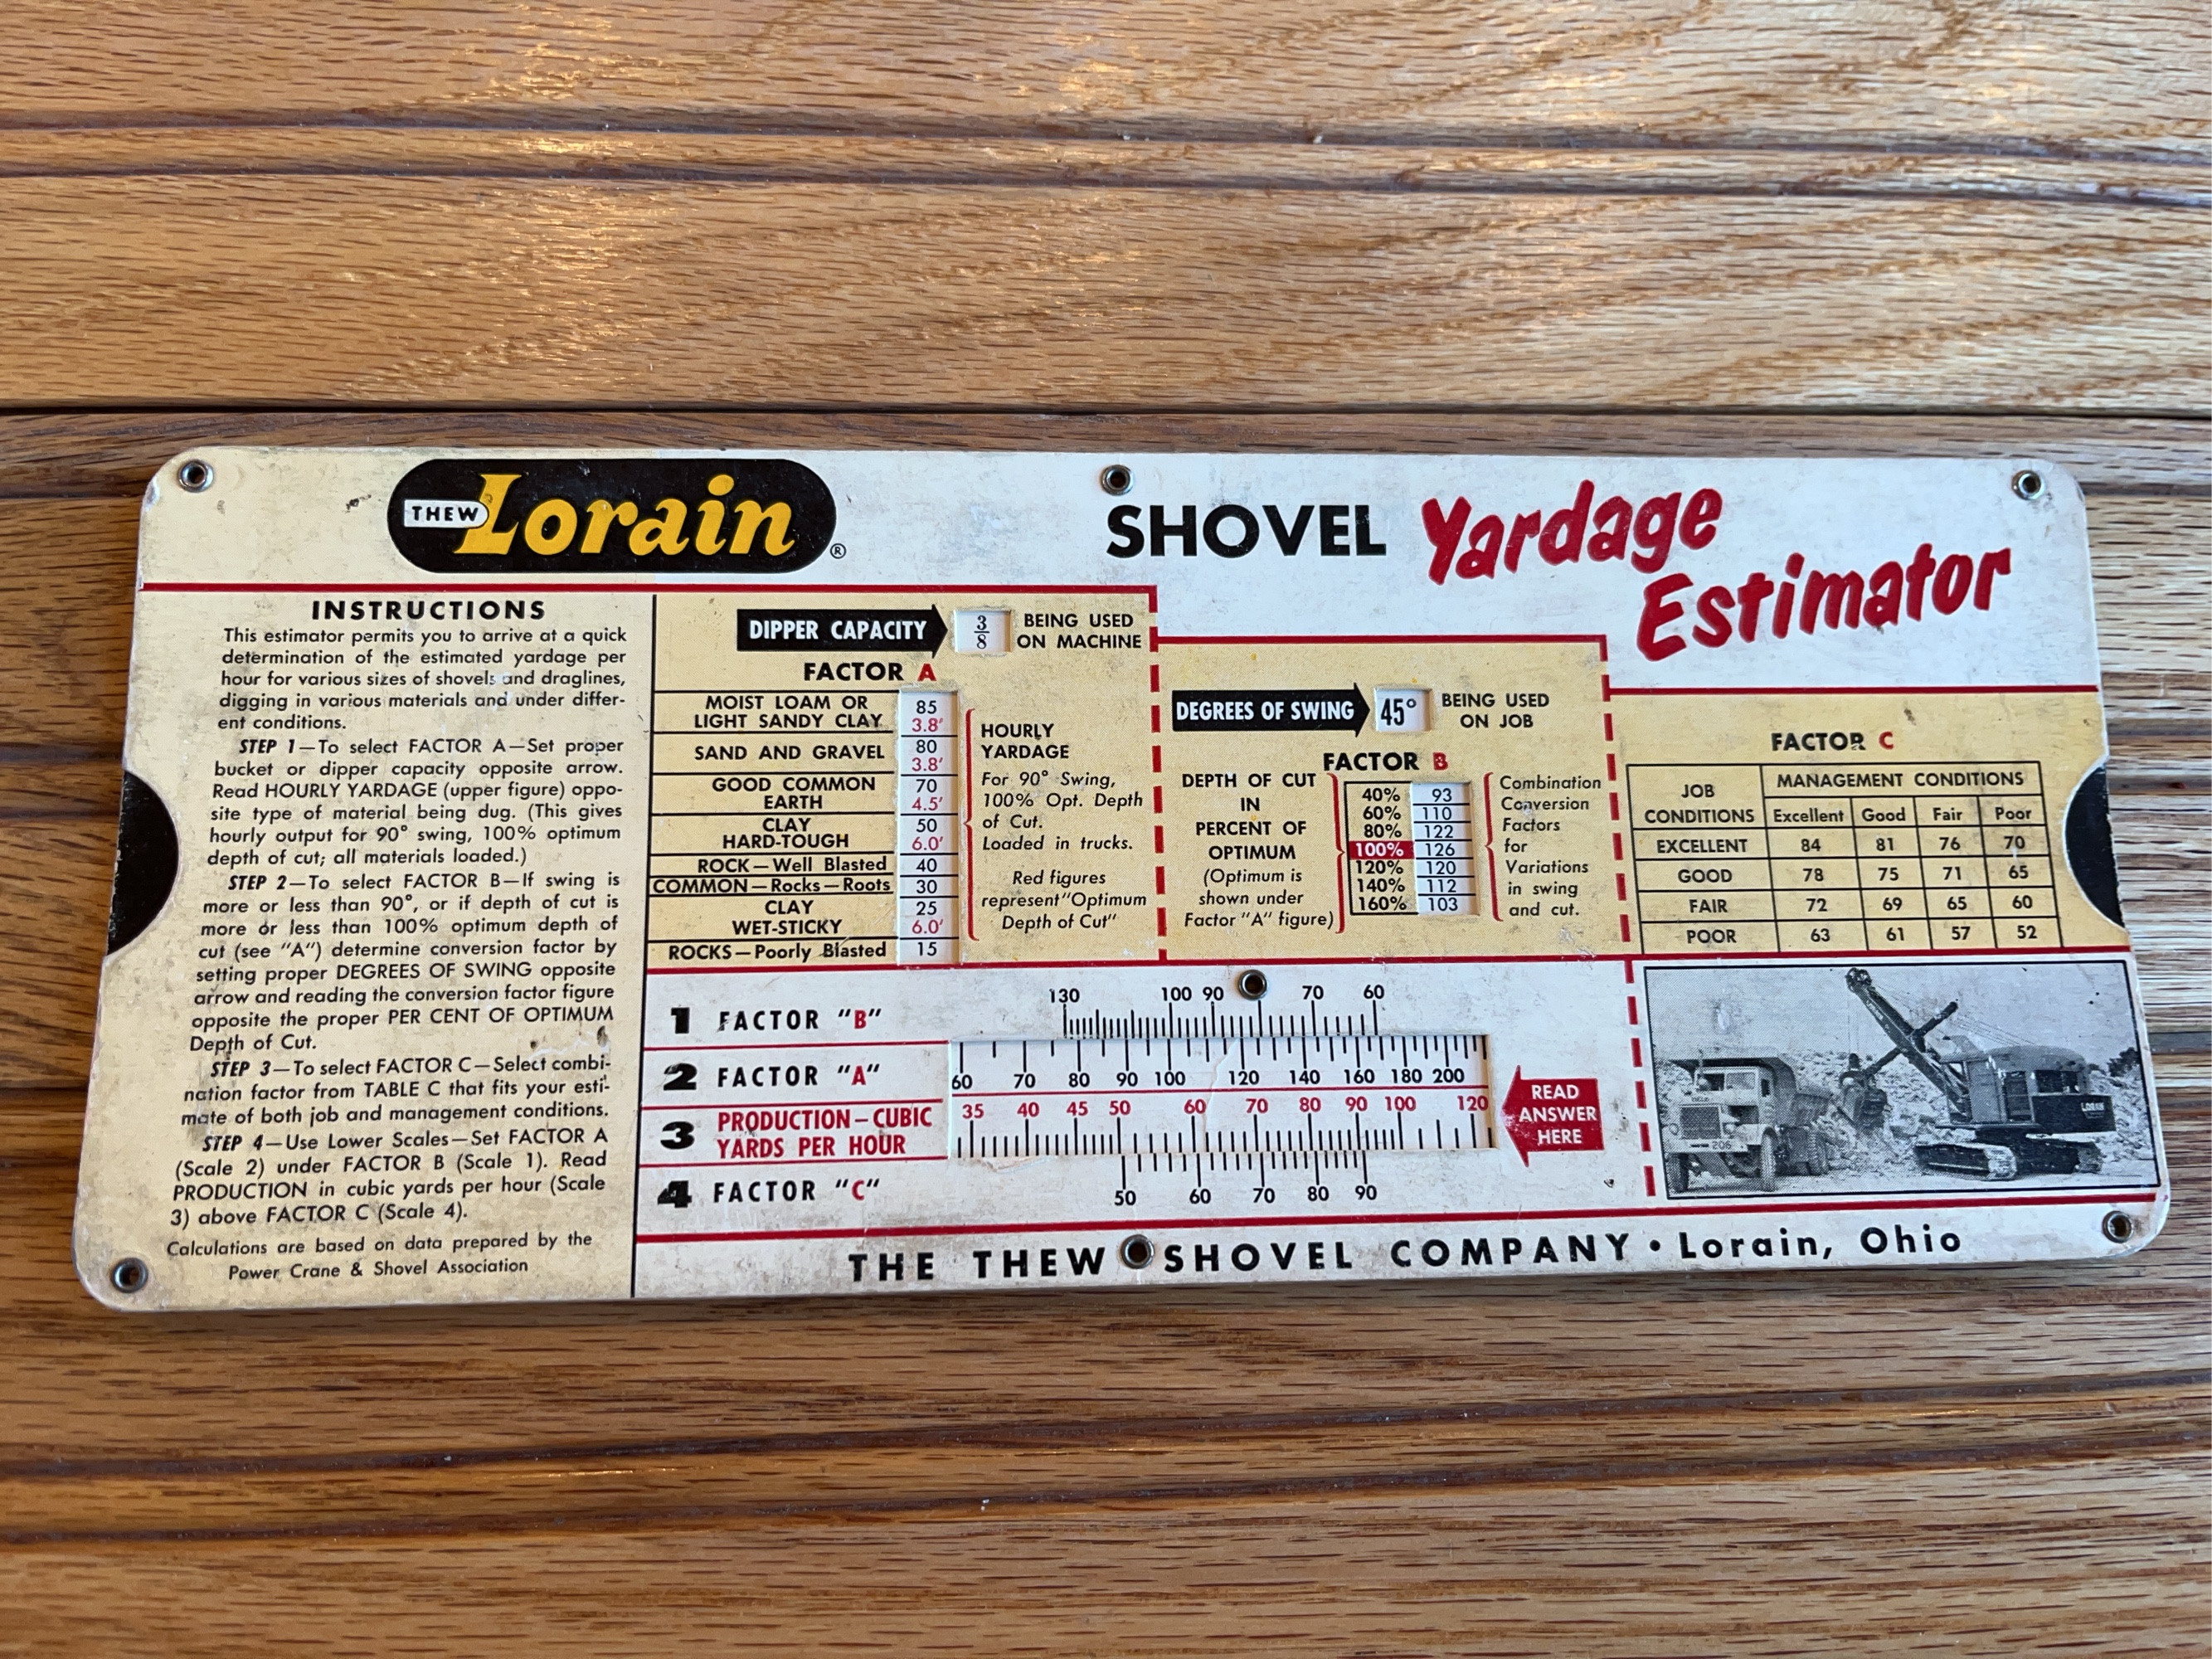 THEW Lorain ®
SHOVEL Yardage
Estimator
INSTRUCTIONS
This estimator permits you to arrive at a quick
determination of the estimated yardage per
hour for various sizes of shovels and draglines,
digging in various materials and under differ-
ent conditions.
STEP 1—To select FACTOR A—Set proper
bucket or dipper capacity opposite arrow.
Read HOURLY YARDAGE (upper figure) oppo-
site type of material being dug. (This gives
hourly output for 90° swing, 100% optimum
depth of cut; all materials loaded.)
STEP 2—To select FACTOR B—If swing is
more or less than 90°, or if depth of cut is
more or less than 100% optimum depth of
cut (see "A") determine conversion factor by
setting proper DEGREES OF SWING opposite
arrow and reading the conversion factor figure
opposite the proper PER CENT OF OPTIMUM
Depth of Cut.
STEP 3—To select FACTOR C—Select combi-
nation factor from TABLE C that fits your esti-
mate of both job and management conditions.
STEP 4—Use Lower Scales—Set FACTOR A
(Scale 2) under FACTOR B (Scale 1). Read
PRODUCTION in cubic yards per hour (Scale
3) above FACTOR C (Scale 4).
Calculations are based on data prepared by the
Power Crane & Shovel Association
DIPPER CAPACITY 3/8 BEING USED
ON MACHINE
FACTOR A
MOIST LOAM OR 85
LIGHT SANDY CLAY 3.8'
SAND AND GRAVEL 80
3.8'
GOOD COMMON 70
EARTH 4.5'
CLAY 50
HARD-TOUGH 6.0'
ROCK—Well Blasted 40
COMMON—Rocks—Roots 30
CLAY 25
WET-STICKY 6.0'
ROCKS—Poorly Blasted 15
HOURLY
YARDAGE
For 90° Swing,
100% Opt. Depth
of Cut.
Loaded in trucks.
Red figures
represent "Optimum
Depth of Cut"
DEGREES OF SWING 45° BEING USED
ON JOB
FACTOR B
DEPTH OF CUT
IN
PERCENT OF
OPTIMUM
(Optimum is
shown under
Factor "A" figure)
40% 93
60% 110
80% 122
100% 126
120% 120
140% 112
160% 103
Combination
Conversion
Factors
for
Variations
in swing
and cut.
FACTOR C
JOB
CONDITIONS
MANAGEMENT CONDITIONS
Excellent Good Fair Poor
EXCELLENT 84 81 76 70
GOOD 78 75 71 65
FAIR 72 69 65 60
POOR 63 61 57 52
1 FACTOR "B" 130 100 90 70 60
2 FACTOR "A" 60 70 80 90 100 120 140 160 180 200
3 PRODUCTION—CUBIC
YARDS PER HOUR
35 40 45 50 60 70 80 90 100 120
READ
ANSWER
HERE
4 FACTOR "C" 50 60 70 80 90
206
LORAIN
THE THEW SHOVEL COMPANY • Lorain, Ohio